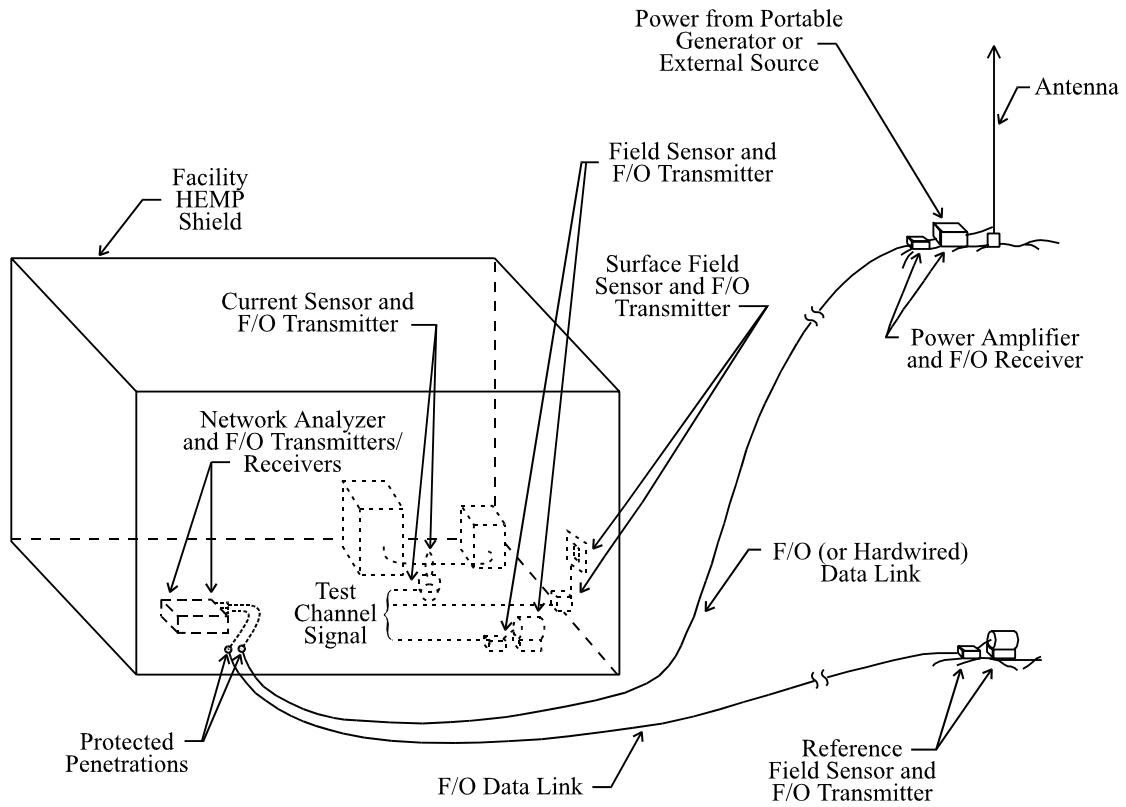 Power from Portable
Generator or
External Source
Antenna
Field Sensor and
F/O Transmitter
Facility
HEMP
Shield
Surface Field
Sensor and F/O
Transmitter
Current Sensor and
F/O Transmitter
Power Amplifier
and F/O Receiver
Network Analyzer
and F/O Transmitters/
Receivers
F/O (or Hardwired)
Data Link
Test
Channel
Signal
Protected
Penetrations
Reference
Field Sensor and
F/O Transmitter
F/O Data Link